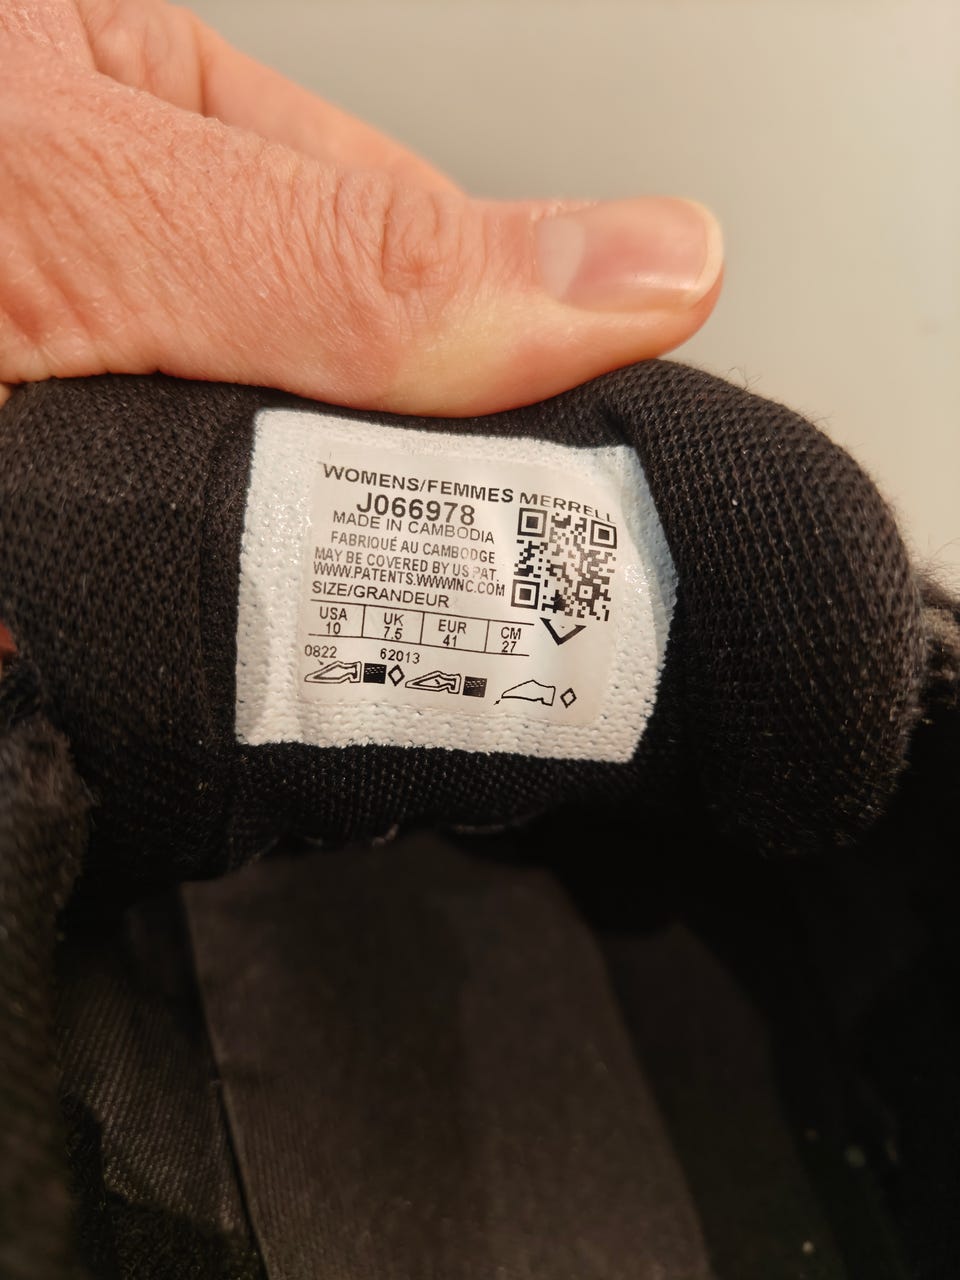 WOMENS/FEMMES MERRELL
J066978
MADE IN CAMBODIA
FABRIQUÉ AU CAMBODGE
MAY BE COVERED BY US PAT.
WWW.PATENTS.WWWINC.COM
SIZE/GRANDEUR
USA UK EUR CM
10 7.5 41 27
0822 62013